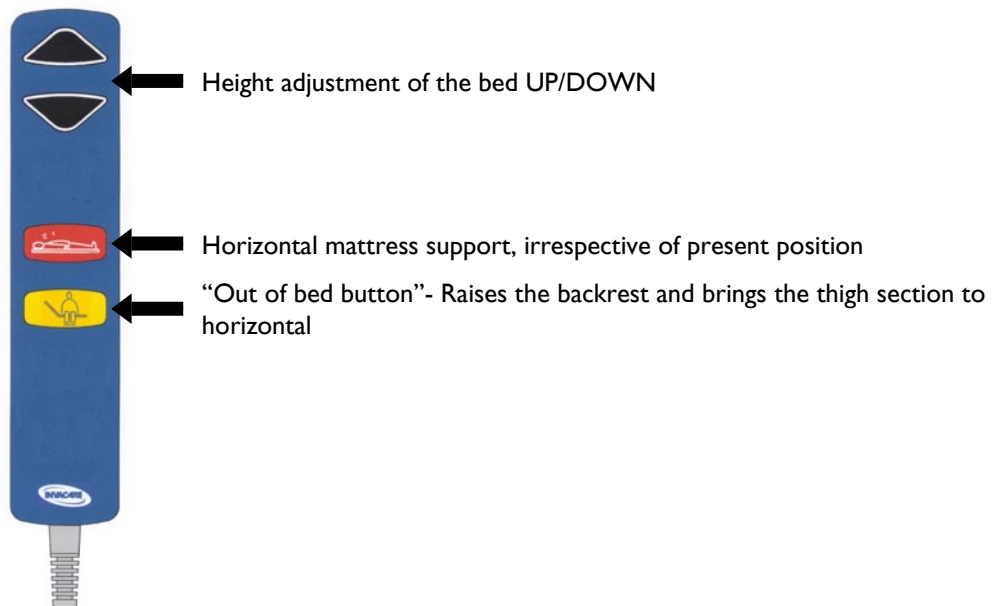 Height adjustment of the bed UP/DOWN
Horizontal mattress support, irrespective of present position
“Out of bed button”- Raises the backrest and brings the thigh section to
horizontal
INVACARE